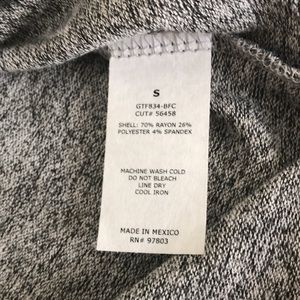 S
GTF834-BFC
CUT# 56458
SHELL: 70% RAYON 26%
POLYESTER 4% SPANDEX
MACHINE WASH COLD
DO NOT BLEACH
LINE DRY
COOL IRON
MADE IN MEXICO
RN# 97803